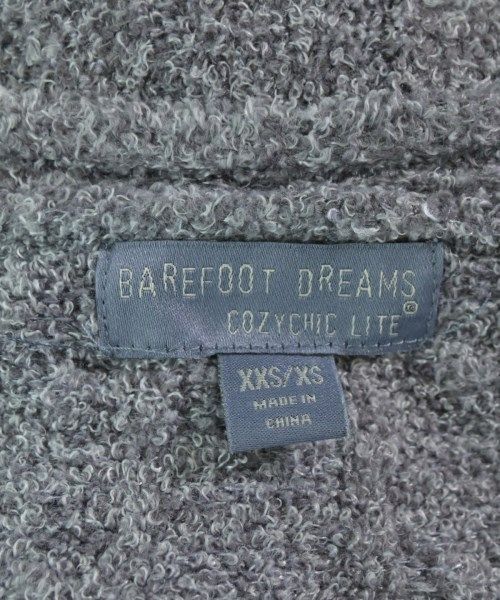 BAREFOOT DREAMS
COZYCHIC LITE®
XXS/XS
MADE IN
CHINA